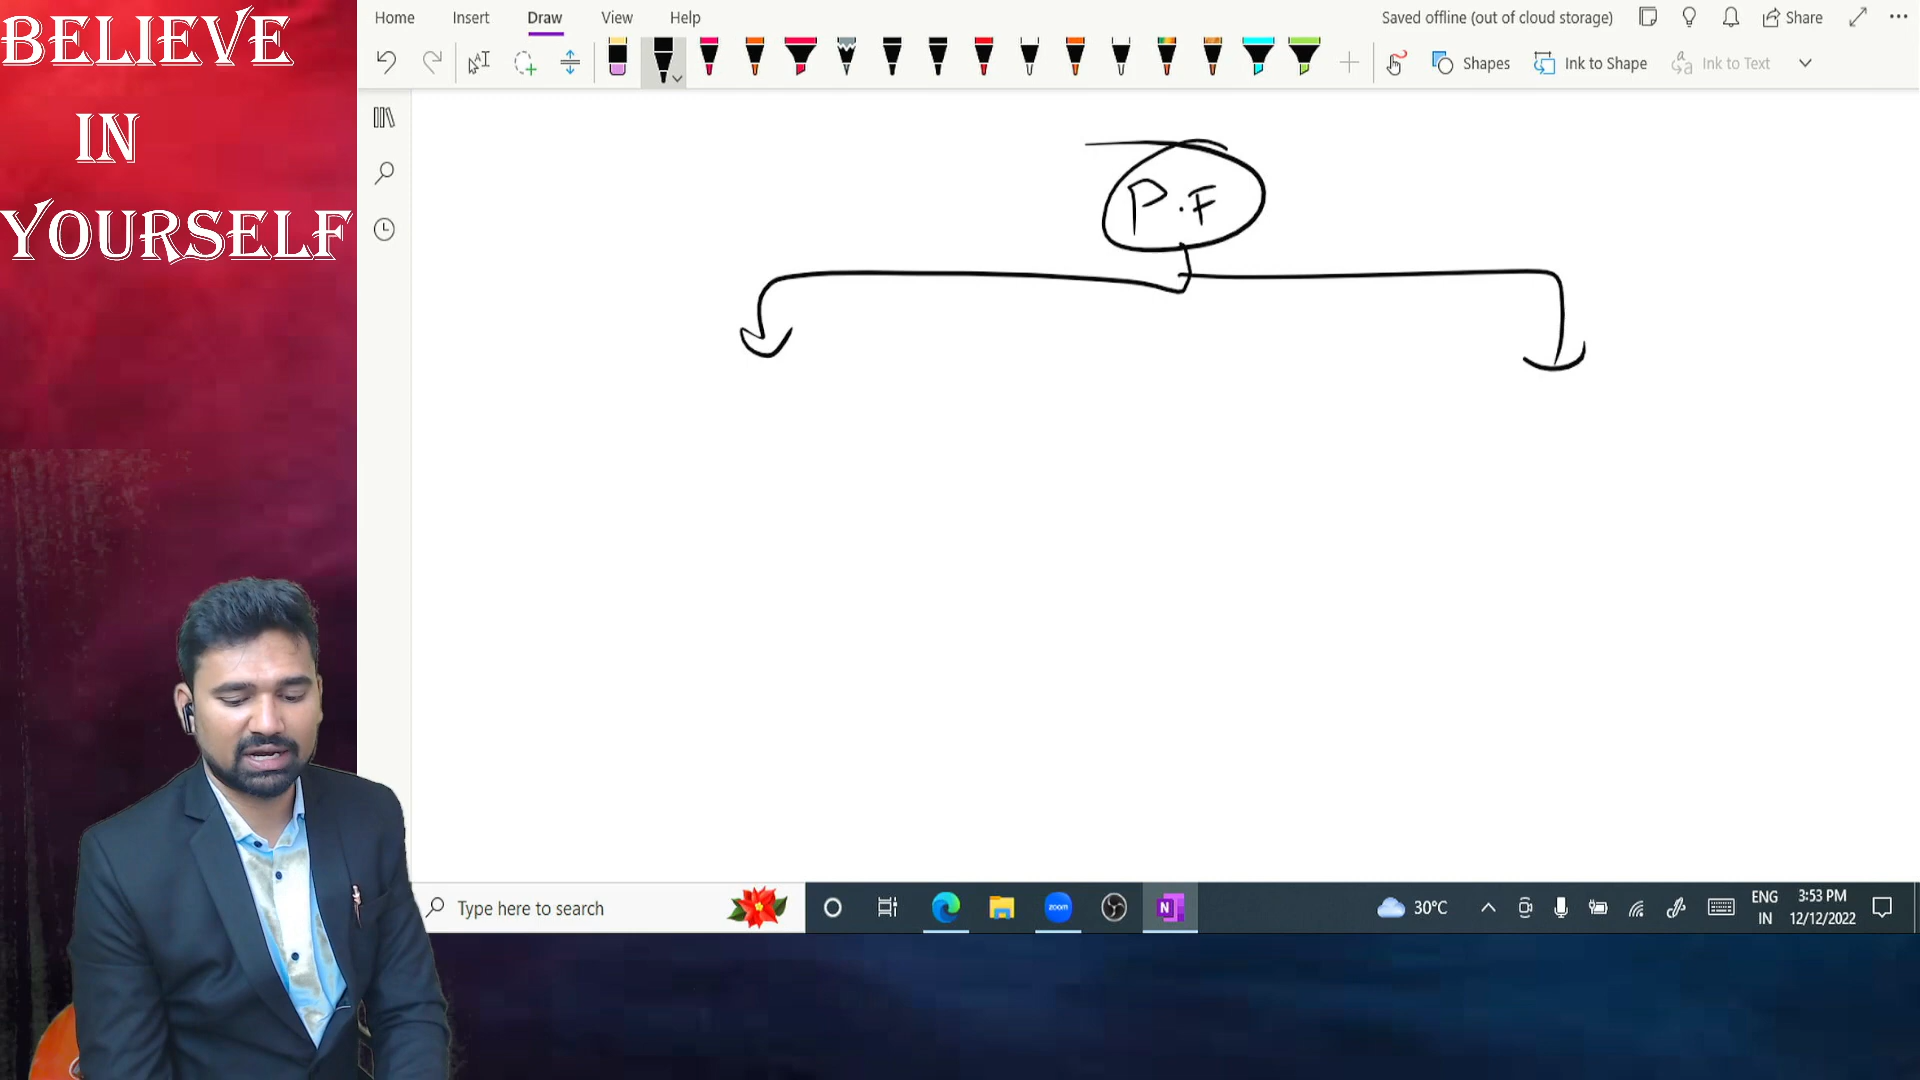 BELIEVE
IN
YOURSELF
Home Insert Draw View Help
Saved offline (out of cloud storage) Share
Shapes Ink to Shape Ink to Text
P.F
Type here to search
zoom
N
30°C
ENG
IN
3:53 PM
12/12/2022